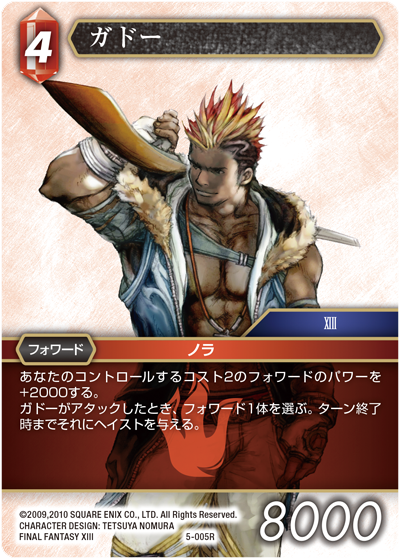 4
ガドー
XIII
フォワード
ノラ
あなたのコントロールするコスト2のフォワードのパワーを
+2000する。
ガドーがアタックしたとき、フォワード1体を選ぶ。ターン終了
時までそれにヘイストを与える。
©2009,2010 SQUARE ENIX CO., LTD. All Rights Reserved.
CHARACTER DESIGN: TETSUYA NOMURA
FINAL FANTASY XIII
5-005R
8000